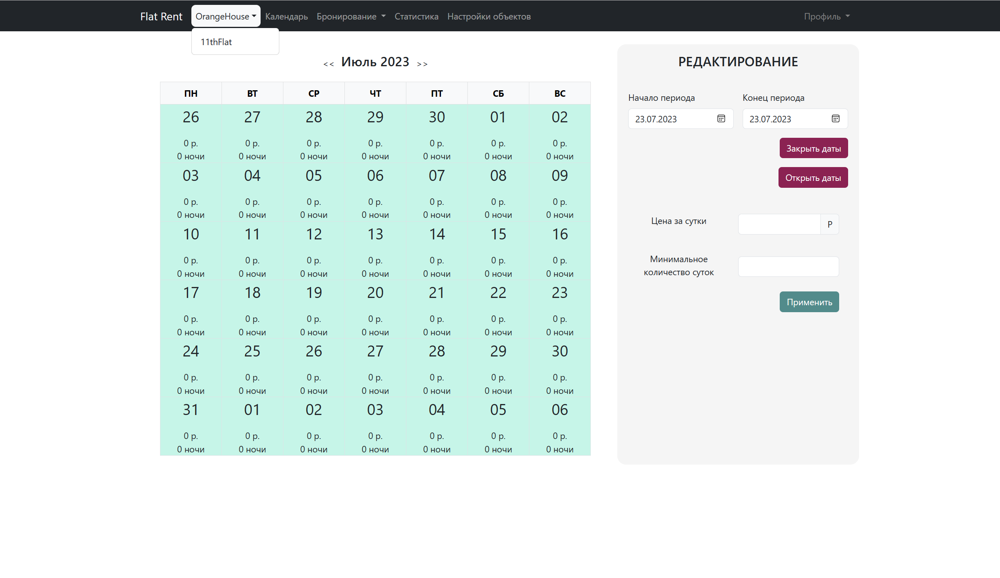 Flat Rent OrangeHouse Календарь Бронирование Статистика Настройки объектов Профиль
11thFlat
<< Июль 2023 >>
ПН ВТ СР ЧТ ПТ СБ ВС
26 27 28 29 30 01 02
0 р. 0 р. 0 р. 0 р. 0 р. 0 р. 0 р.
0 ночи 0 ночи 0 ночи 0 ночи 0 ночи 0 ночи 0 ночи
03 04 05 06 07 08 09
0 р. 0 р. 0 р. 0 р. 0 р. 0 р. 0 р.
0 ночи 0 ночи 0 ночи 0 ночи 0 ночи 0 ночи 0 ночи
10 11 12 13 14 15 16
0 р. 0 р. 0 р. 0 р. 0 р. 0 р. 0 р.
0 ночи 0 ночи 0 ночи 0 ночи 0 ночи 0 ночи 0 ночи
17 18 19 20 21 22 23
0 р. 0 р. 0 р. 0 р. 0 р. 0 р. 0 р.
0 ночи 0 ночи 0 ночи 0 ночи 0 ночи 0 ночи 0 ночи
24 25 26 27 28 29 30
0 р. 0 р. 0 р. 0 р. 0 р. 0 р. 0 р.
0 ночи 0 ночи 0 ночи 0 ночи 0 ночи 0 ночи 0 ночи
31 01 02 03 04 05 06
0 р. 0 р. 0 р. 0 р. 0 р. 0 р. 0 р.
0 ночи 0 ночи 0 ночи 0 ночи 0 ночи 0 ночи 0 ночи
РЕДАКТИРОВАНИЕ
Начало периода Конец периода
23.07.2023 23.07.2023
Закрыть даты
Открыть даты
Цена за сутки Р
Минимальное
количество суток
Применить